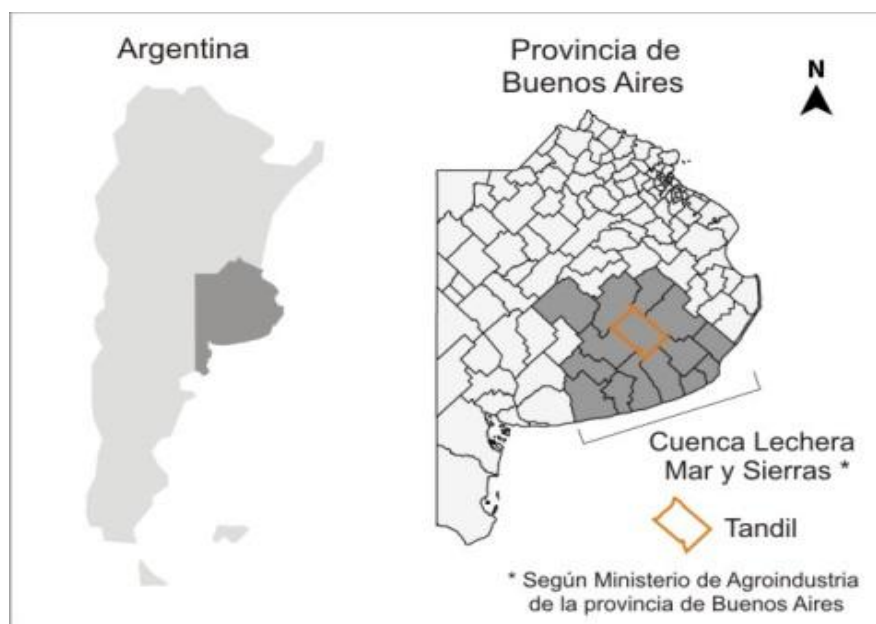 Argentina
Provincia de
Buenos Aires
N
Cuenca Lechera
Mar y Sierras *
Tandil
* Según Ministerio de Agroindustria
de la provincia de Buenos Aires